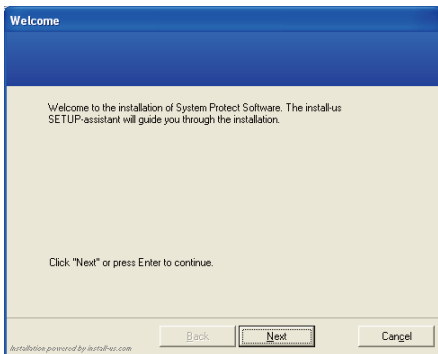 Welcome
Welcome to the installation of System Protect Software. The install-us
SETUP-assistant will guide you through the installation.
Click "Next" or press Enter to continue.
Installation powered by install-us.com
Back
Next
Cancel